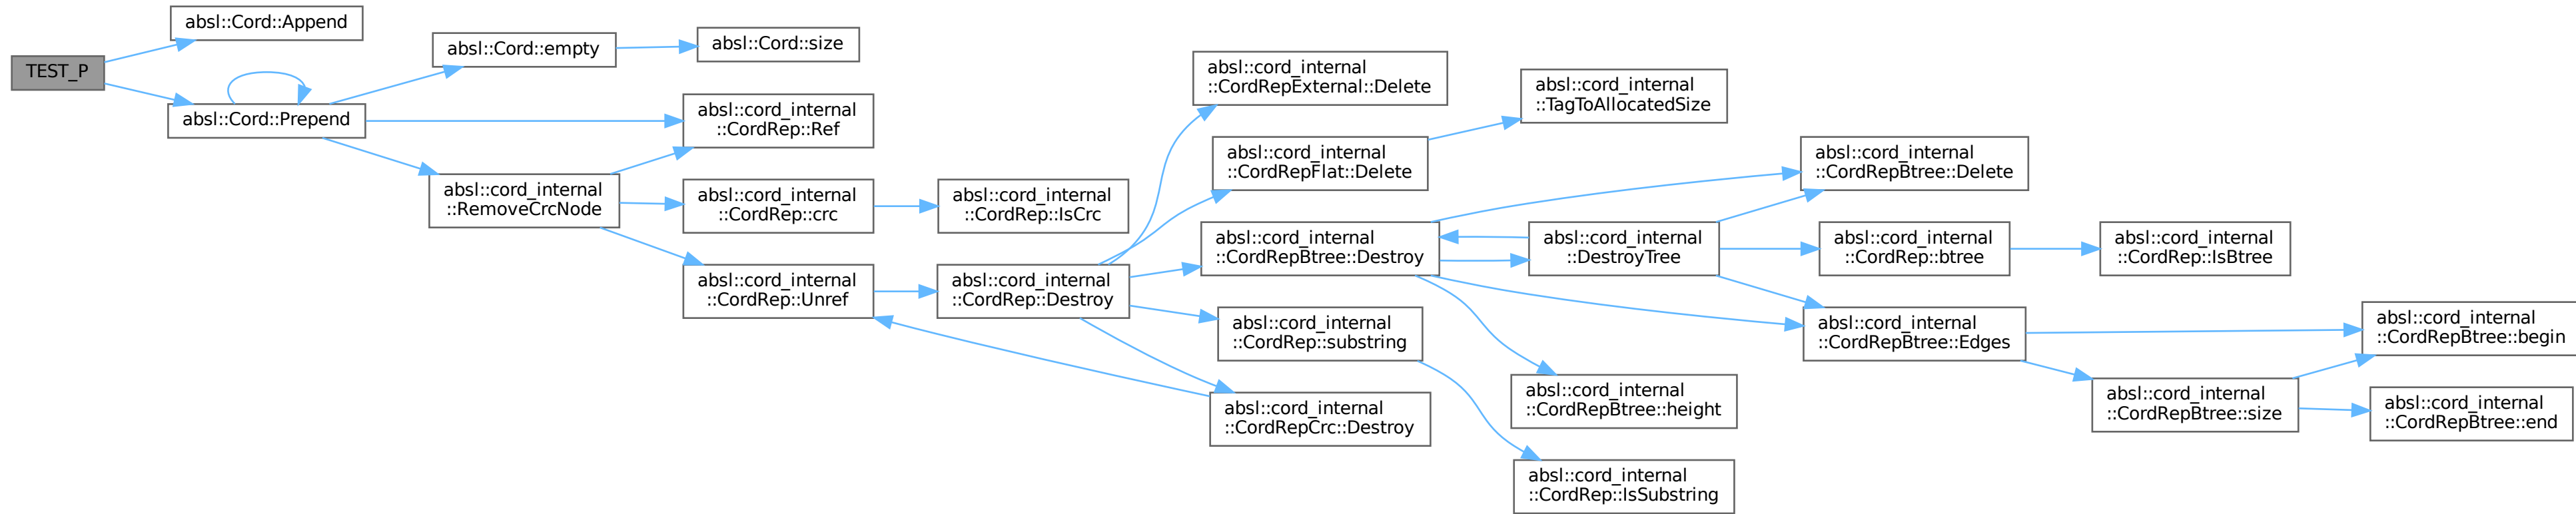 TEST_P
absl::Cord::Append
absl::Cord::Prepend
absl::Cord::empty
absl::Cord::size
absl::cord_internal
::CordRep::Ref
absl::cord_internal
::RemoveCrcNode
absl::cord_internal
::CordRep::crc
absl::cord_internal
::CordRep::IsCrc
absl::cord_internal
::CordRep::Unref
absl::cord_internal
::CordRep::Destroy
absl::cord_internal
::CordRepExternal::Delete
absl::cord_internal
::CordRepFlat::Delete
absl::cord_internal
::TagToAllocatedSize
absl::cord_internal
::CordRepBtree::Destroy
absl::cord_internal
::DestroyTree
absl::cord_internal
::CordRepBtree::Delete
absl::cord_internal
::CordRep::btree
absl::cord_internal
::CordRep::IsBtree
absl::cord_internal
::CordRepBtree::Edges
absl::cord_internal
::CordRepBtree::begin
absl::cord_internal
::CordRepBtree::size
absl::cord_internal
::CordRepBtree::end
absl::cord_internal
::CordRep::substring
absl::cord_internal
::CordRepBtree::height
absl::cord_internal
::CordRepCrc::Destroy
absl::cord_internal
::CordRep::IsSubstring